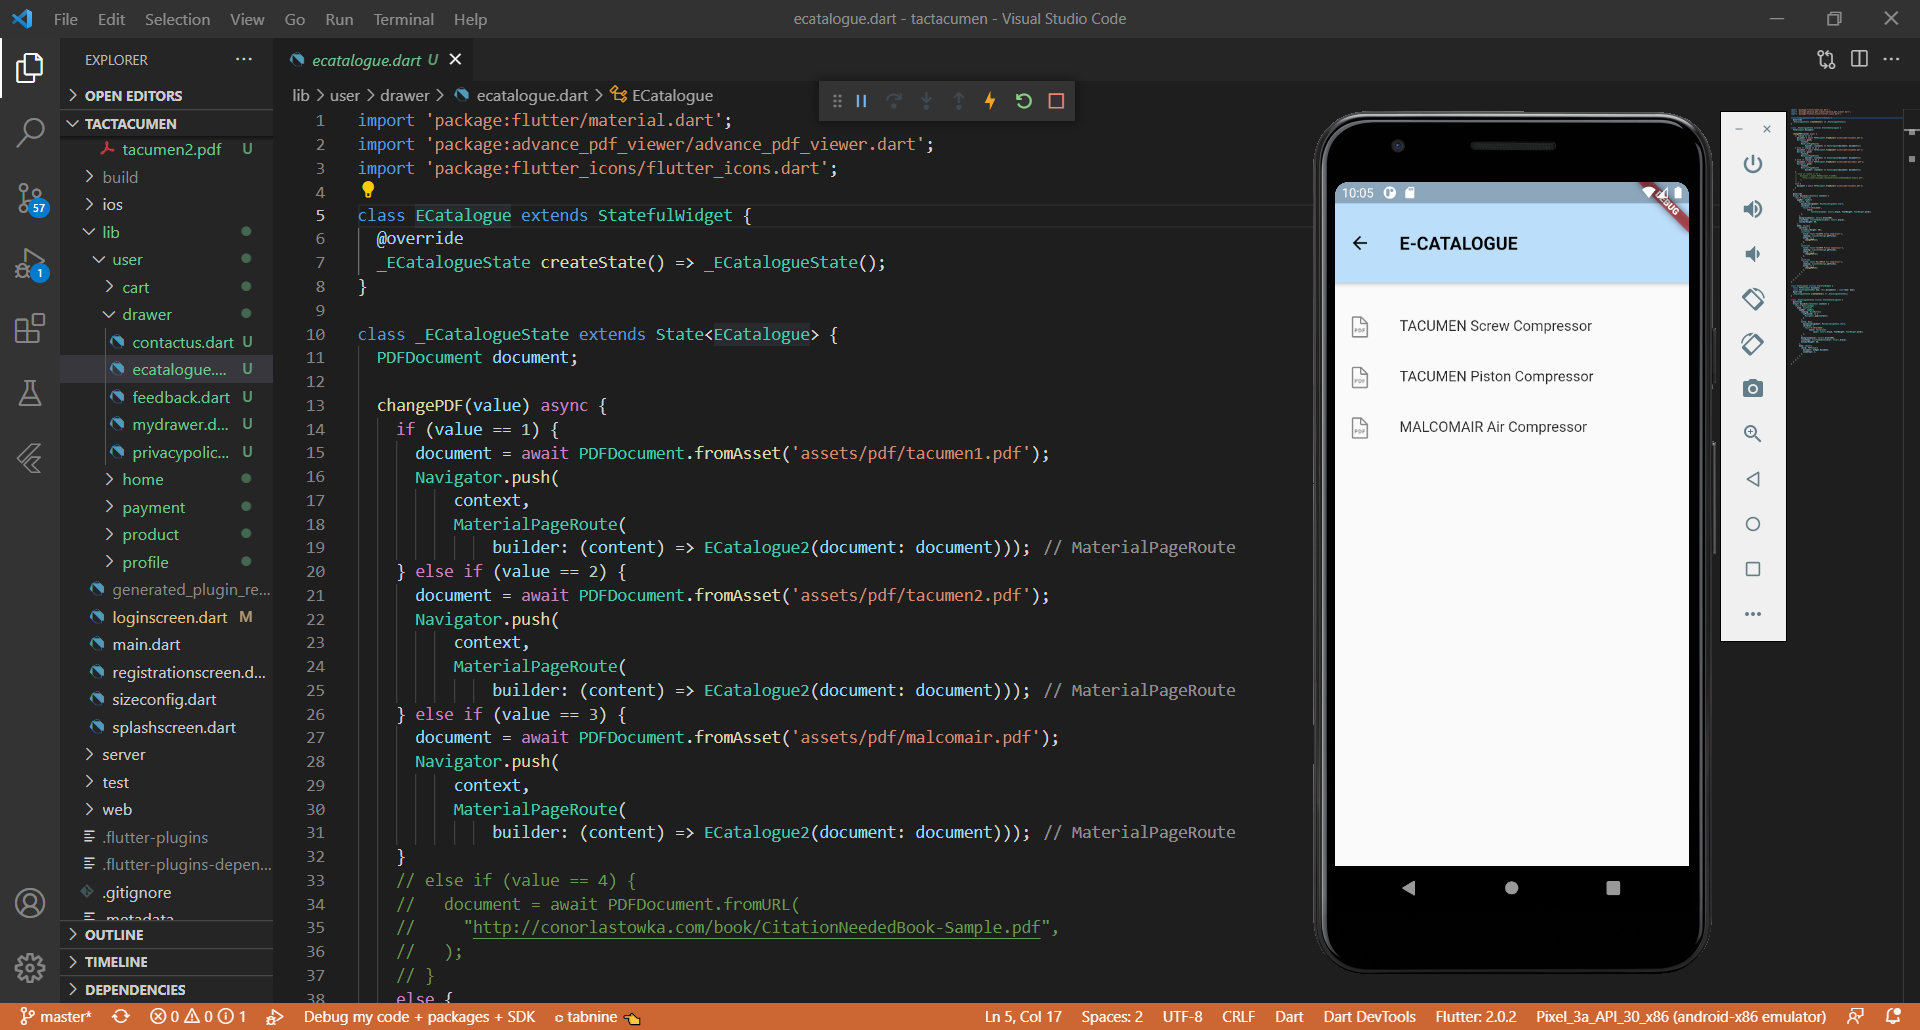 File Edit Selection View Go Run Terminal Help
ecatalogue.dart - tactacumen - Visual Studio Code
EXPLORER
OPEN EDITORS
TACTACUMEN
tacumen2.pdf U
build
ios
lib
user
cart
drawer
contactus.dart U
ecatalogue.... U
feedback.dart U
mydrawer.d... U
privacypolic... U
home
payment
product
profile
generated_plugin_re...
loginscreen.dart M
main.dart
registrationscreen.d...
sizeconfig.dart
splashscreen.dart
server
test
web
.flutter-plugins
.flutter-plugins-depen...
.gitignore
.metadata
OUTLINE
TIMELINE
DEPENDENCIES
57
1
ecatalogue.dart U
lib > user > drawer > ecatalogue.dart > ECatalogue
1 import 'package:flutter/material.dart';
2 import 'package:advance_pdf_viewer/advance_pdf_viewer.dart';
3 import 'package:flutter_icons/flutter_icons.dart';
4
5 class ECatalogue extends StatefulWidget {
6 @override
7 _ECatalogueState createState() => _ECatalogueState();
8 }
9
10 class _ECatalogueState extends State<ECatalogue> {
11 PDFDocument document;
12
13 changePDF(value) async {
14 if (value == 1) {
15 document = await PDFDocument.fromAsset('assets/pdf/tacumen1.pdf');
16 Navigator.push(
17 context,
18 MaterialPageRoute(
19 builder: (content) => ECatalogue2(document: document))); // MaterialPageRoute
20 } else if (value == 2) {
21 document = await PDFDocument.fromAsset('assets/pdf/tacumen2.pdf');
22 Navigator.push(
23 context,
24 MaterialPageRoute(
25 builder: (content) => ECatalogue2(document: document))); // MaterialPageRoute
26 } else if (value == 3) {
27 document = await PDFDocument.fromAsset('assets/pdf/malcomair.pdf');
28 Navigator.push(
29 context,
30 MaterialPageRoute(
31 builder: (content) => ECatalogue2(document: document))); // MaterialPageRoute
32 }
33 // else if (value == 4) {
34 // document = await PDFDocument.fromURL(
35 // "http://conorlastowka.com/book/CitationNeededBook-Sample.pdf",
36 // );
37 // }
38 else {
10:05
DEBUG
E-CATALOGUE
PDF TACUMEN Screw Compressor
PDF TACUMEN Piston Compressor
PDF MALCOMAIR Air Compressor
master* 0 0 1 Debug my code + packages + SDK tabnine
Ln 5, Col 17 Spaces: 2 UTF-8 CRLF Dart Dart DevTools Flutter: 2.0.2 Pixel_3a_API_30_x86 (android-x86 emulator)